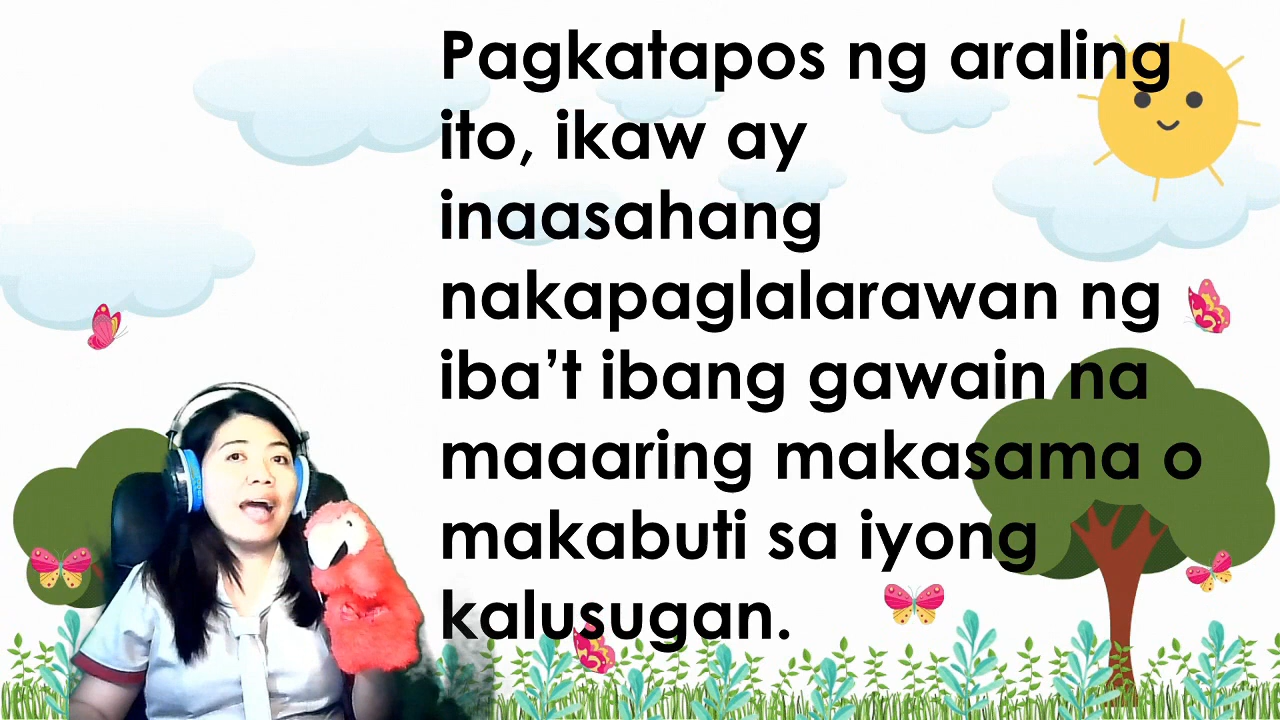 Pagkatapos ng araling
ito, ikaw ay
inaasahang
nakapaglalarawan ng
iba’t ibang gawain na
maaaring makasama o
makabuti sa iyong
kalusugan.